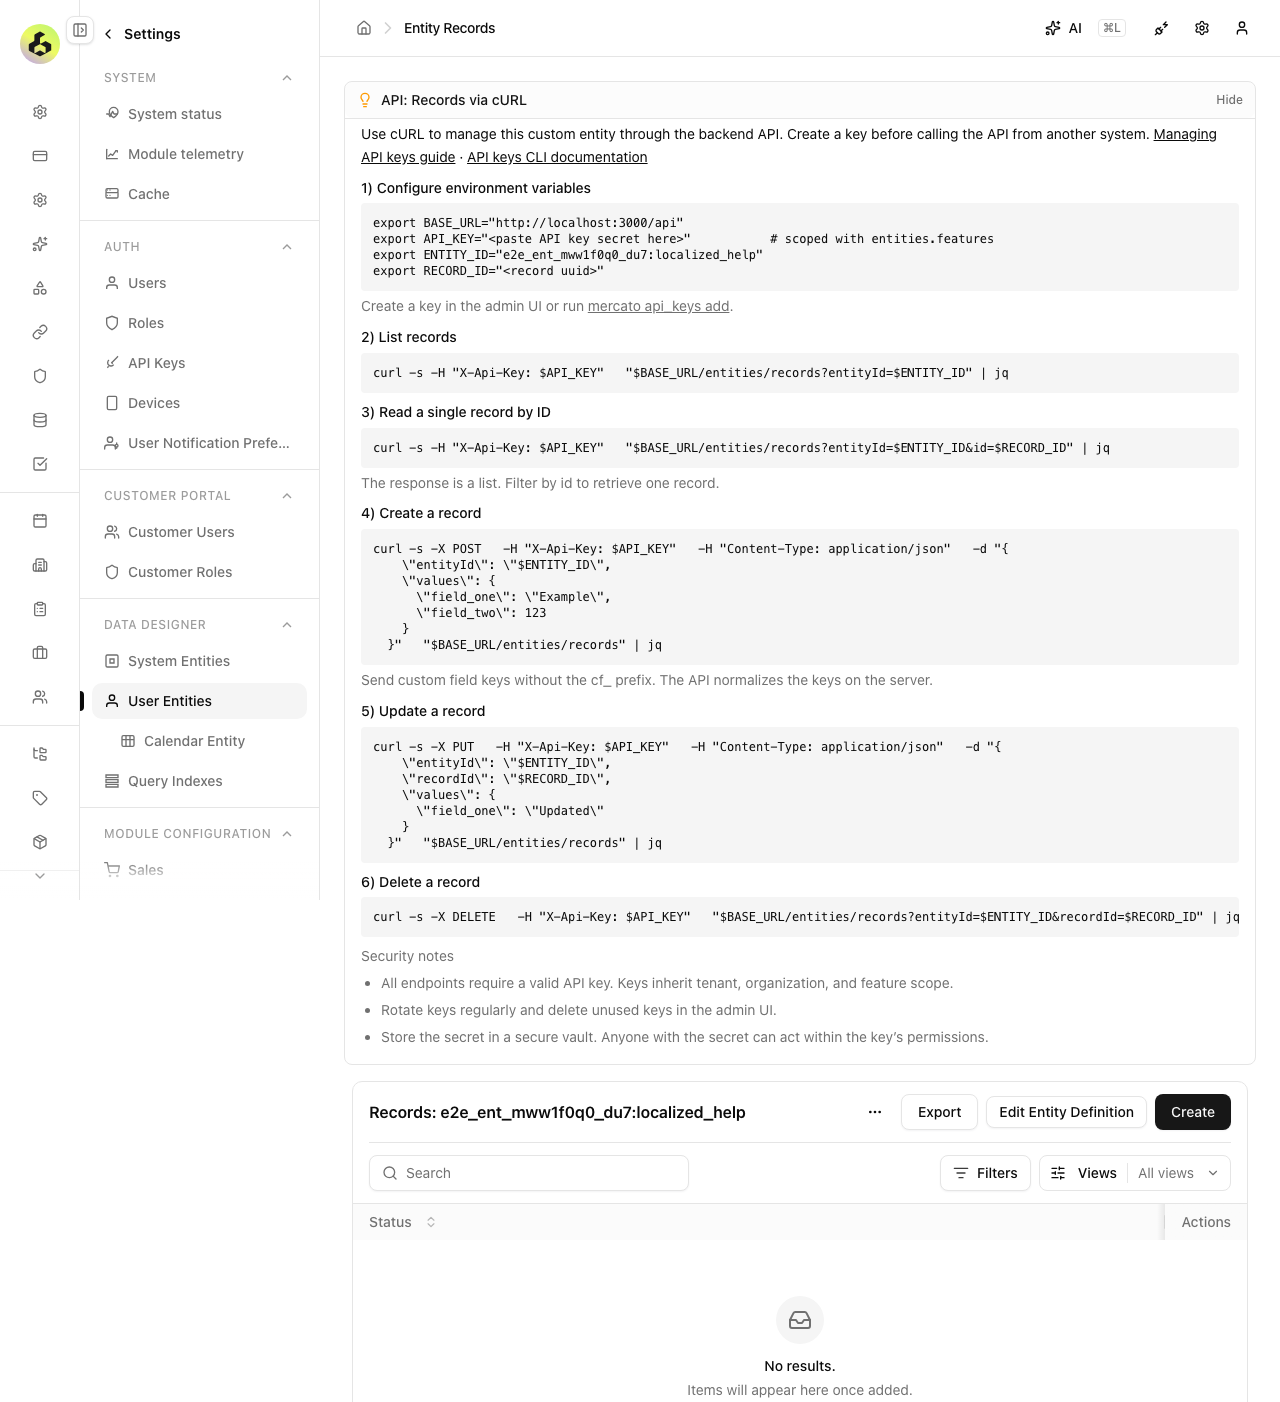 Settings
SYSTEM
System status
Module telemetry
Cache
AUTH
Users
Roles
API Keys
Devices
User Notification Prefe...
CUSTOMER PORTAL
Customer Users
Customer Roles
DATA DESIGNER
System Entities
User Entities
Calendar Entity
Query Indexes
MODULE CONFIGURATION
Sales
Entity Records
AI ⌘L
API: Records via cURL
Hide
Use cURL to manage this custom entity through the backend API. Create a key before calling the API from another system. Managing
API keys guide · API keys CLI documentation
1) Configure environment variables
export BASE_URL="http://localhost:3000/api"
export API_KEY="<paste API key secret here>"           # scoped with entities.features
export ENTITY_ID="e2e_ent_mww1f0q0_du7:localized_help"
export RECORD_ID="<record uuid>"
Create a key in the admin UI or run mercato api_keys add.
2) List records
curl -s -H "X-Api-Key: $API_KEY"   "$BASE_URL/entities/records?entityId=$ENTITY_ID" | jq
3) Read a single record by ID
curl -s -H "X-Api-Key: $API_KEY"   "$BASE_URL/entities/records?entityId=$ENTITY_ID&id=$RECORD_ID" | jq
The response is a list. Filter by id to retrieve one record.
4) Create a record
curl -s -X POST   -H "X-Api-Key: $API_KEY"   -H "Content-Type: application/json"   -d "{
    \"entityId\": \"$ENTITY_ID\",
    \"values\": {
      \"field_one\": \"Example\",
      \"field_two\": 123
    }
  }"   "$BASE_URL/entities/records" | jq
Send custom field keys without the cf_ prefix. The API normalizes the keys on the server.
5) Update a record
curl -s -X PUT   -H "X-Api-Key: $API_KEY"   -H "Content-Type: application/json"   -d "{
    \"entityId\": \"$ENTITY_ID\",
    \"recordId\": \"$RECORD_ID\",
    \"values\": {
      \"field_one\": \"Updated\"
    }
  }"   "$BASE_URL/entities/records" | jq
6) Delete a record
curl -s -X DELETE   -H "X-Api-Key: $API_KEY"   "$BASE_URL/entities/records?entityId=$ENTITY_ID&recordId=$RECORD_ID" | jq
Security notes
• All endpoints require a valid API key. Keys inherit tenant, organization, and feature scope.
• Rotate keys regularly and delete unused keys in the admin UI.
• Store the secret in a secure vault. Anyone with the secret can act within the key’s permissions.
Records: e2e_ent_mww1f0q0_du7:localized_help
Export
Edit Entity Definition
Create
Search
Filters
Views
All views
Status
Actions
No results.
Items will appear here once added.